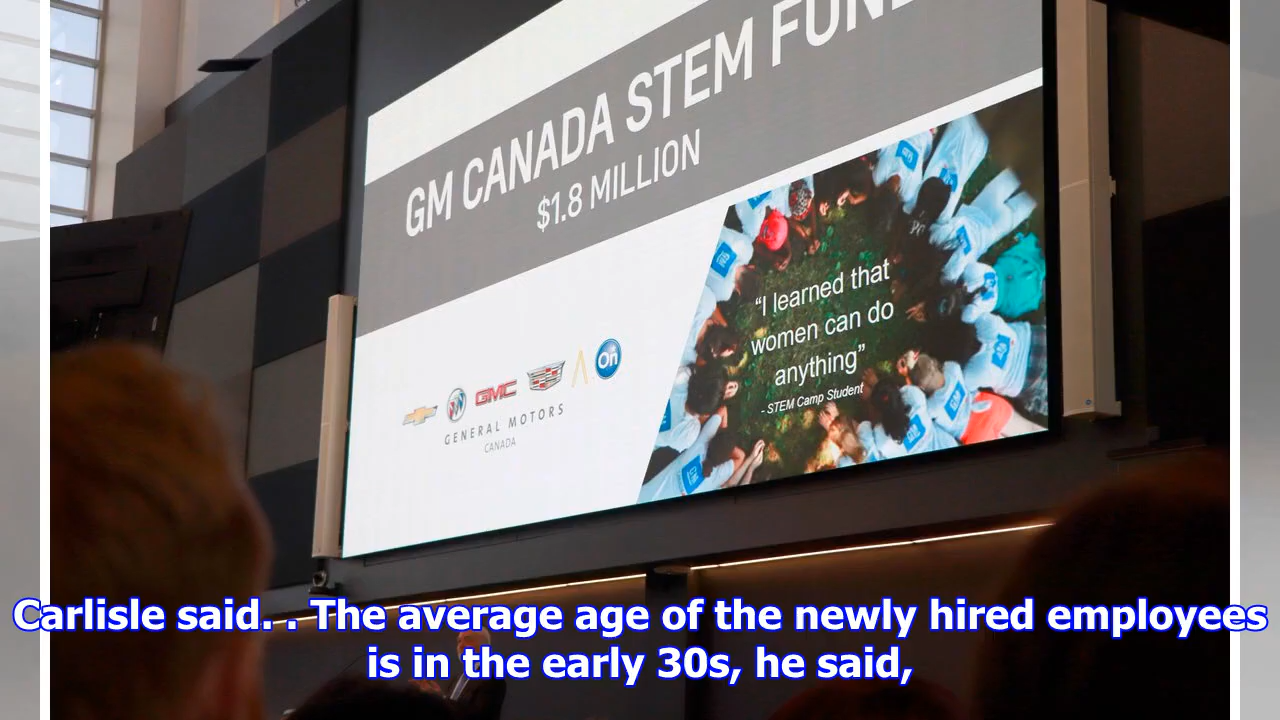 GM CANADA STEM FUND
$1.8 MILLION
“I learned that
women can do
anything”
- STEM Camp Student
GMC
On
GENERAL MOTORS
CANADA
Carlisle said. . The average age of the newly hired employees
is in the early 30s, he said,